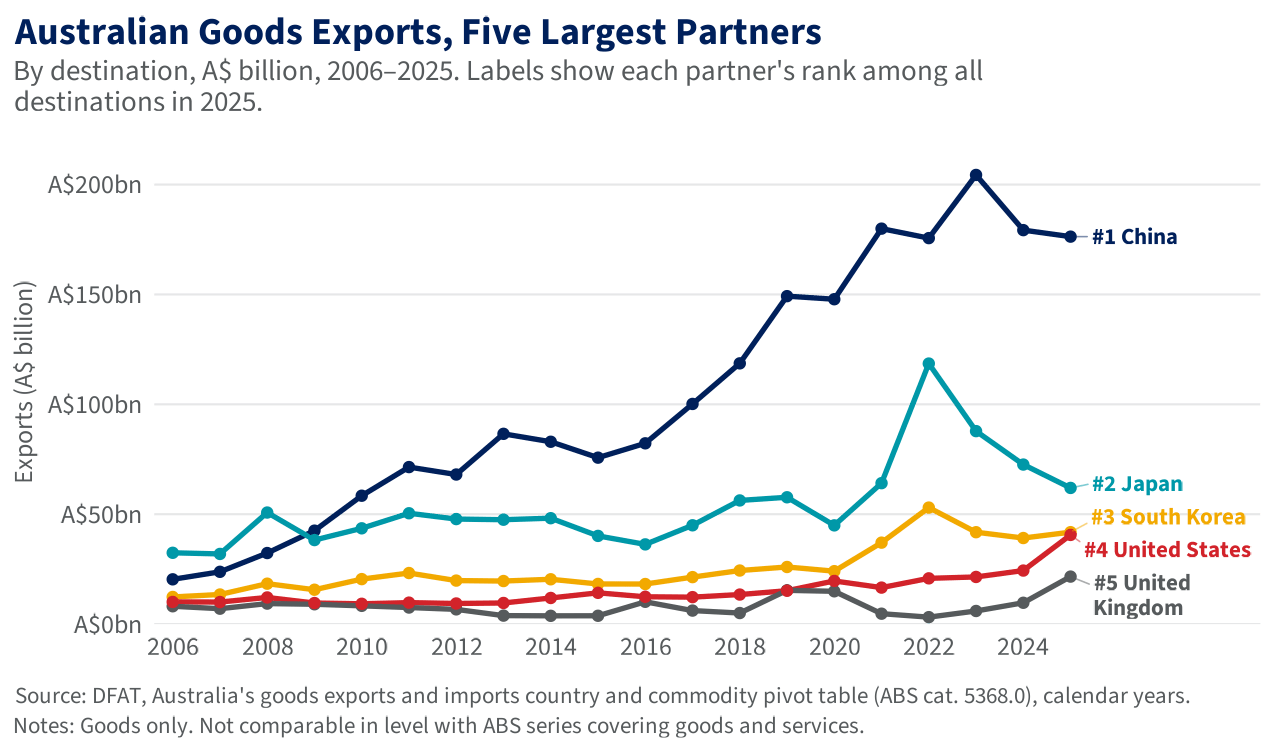 Australian Goods Exports, Five Largest Partners
By destination, A$ billion, 2006–2025. Labels show each partner's rank among all
destinations in 2025.
Exports (A$ billion)
A$200bn
A$150bn
A$100bn
A$50bn
A$0bn
#1 China
#2 Japan
#3 South Korea
#4 United States
#5 United
Kingdom
2006 2008 2010 2012 2014 2016 2018 2020 2022 2024
Source: DFAT, Australia's goods exports and imports country and commodity pivot table (ABS cat. 5368.0), calendar years.
Notes: Goods only. Not comparable in level with ABS series covering goods and services.